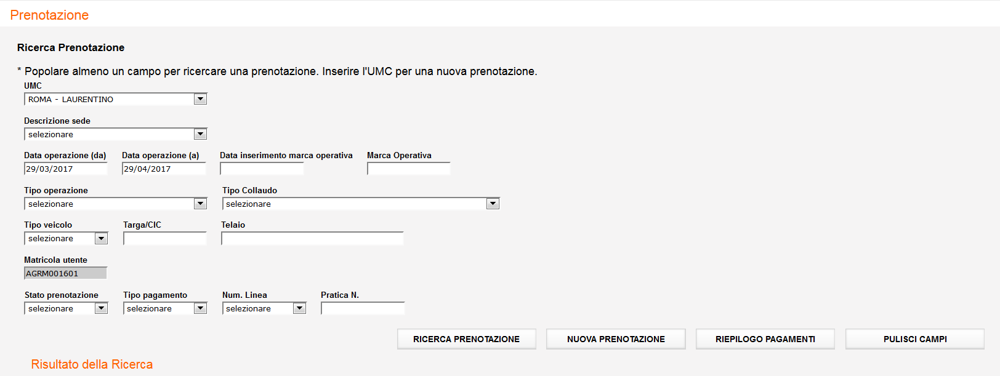 Prenotazione
Ricerca Prenotazione
* Popolare almeno un campo per ricercare una prenotazione. Inserire l'UMC per una nuova prenotazione.
UMC
ROMA - LAURENTINO
Descrizione sede
selezionare
Data operazione (da) Data operazione (a) Data inserimento marca operativa Marca Operativa
29/03/2017 29/04/2017
Tipo operazione Tipo Collaudo
selezionare selezionare
Tipo veicolo Targa/CIC Telaio
selezionare
Matricola utente
AGRM001601
Stato prenotazione Tipo pagamento Num. Linea Pratica N.
selezionare selezionare selezionare
RICERCA PRENOTAZIONE NUOVA PRENOTAZIONE RIEPILOGO PAGAMENTI PULISCI CAMPI
Risultato della Ricerca